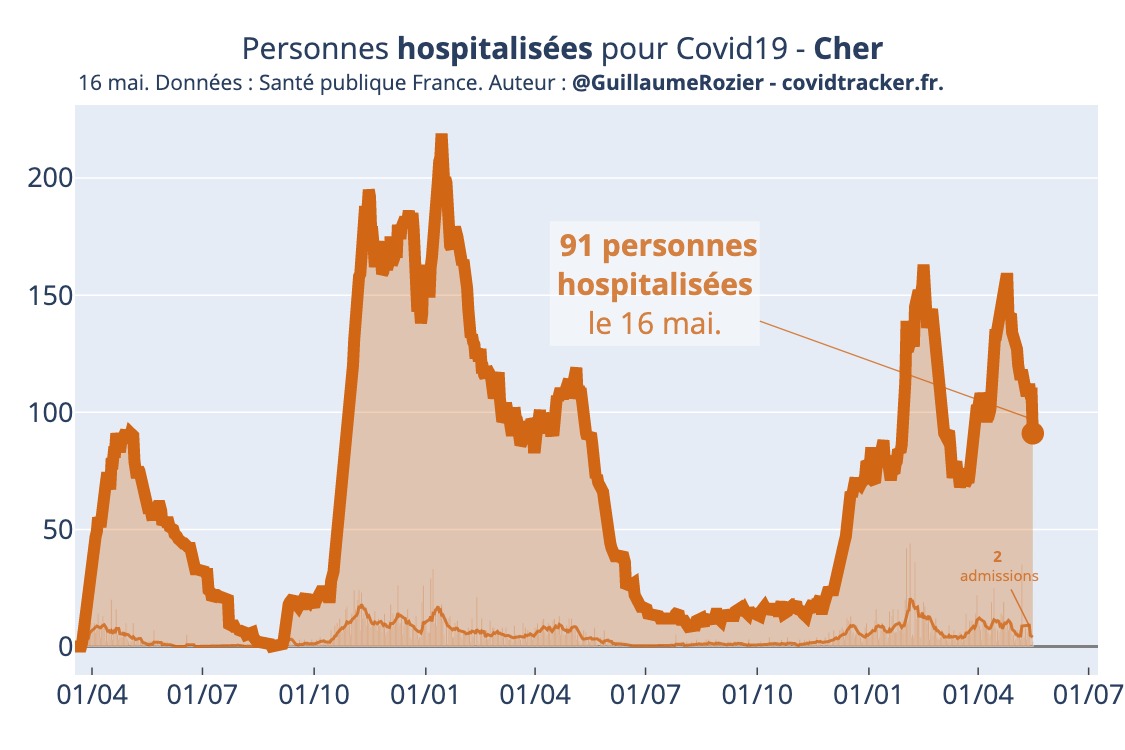 Personnes hospitalisées pour Covid19 - Cher
16 mai. Données : Santé publique France. Auteur : @GuillaumeRozier - covidtracker.fr.
200
150
100
50
0
91 personnes
hospitalisées
le 16 mai.
2
admissions
01/04 01/07 01/10 01/01 01/04 01/07 01/10 01/01 01/04 01/07